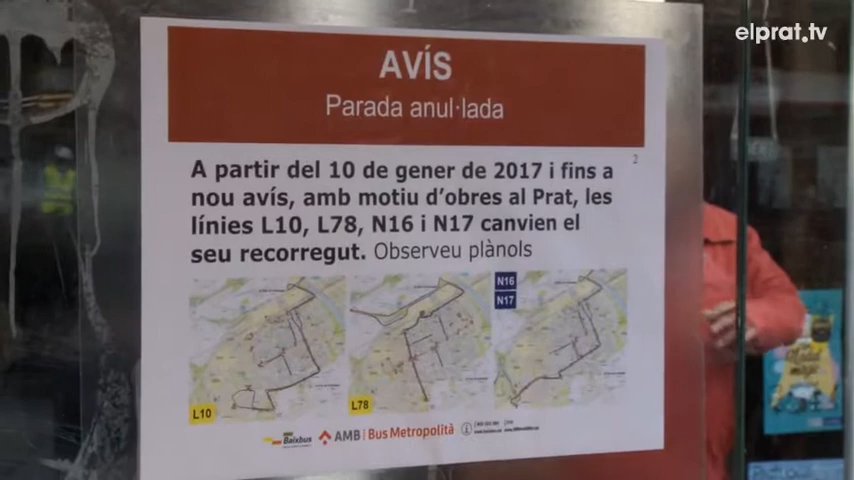 elprat.tv
AVÍS
Parada anul·lada
2
A partir del 10 de gener de 2017 i fins a
nou avís, amb motiu d'obres al Prat, les
línies L10, L78, N16 i N17 canvien el
seu recorregut. Observeu plànols
N16
N17
L10
L78
Baixbus
AMB | Bus Metropolità